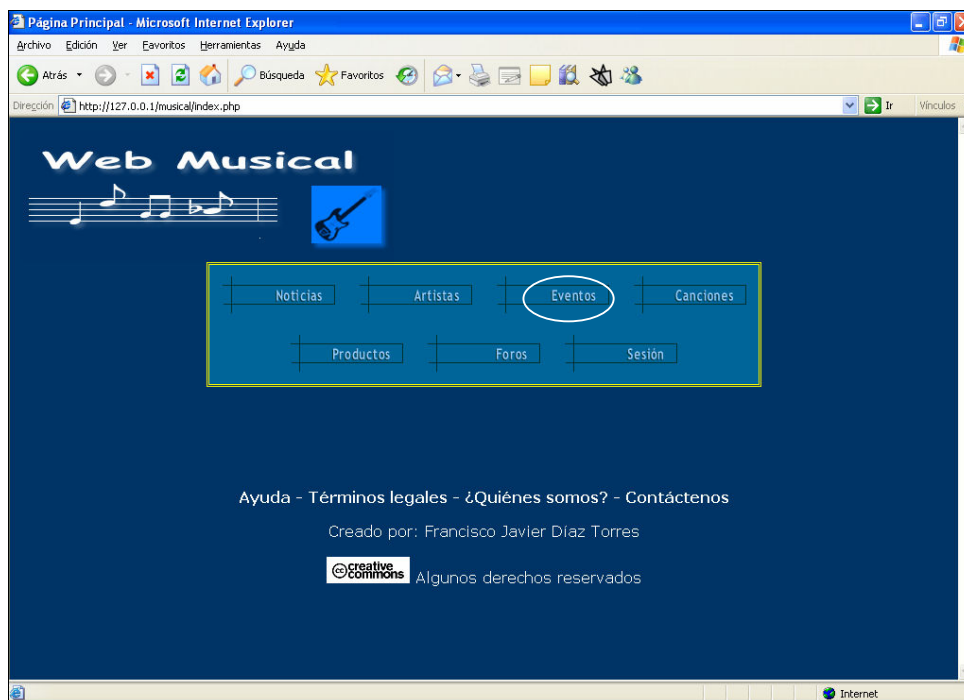 Página Principal - Microsoft Internet Explorer
Archivo Edición Ver Favoritos Herramientas Ayuda
Atrás Búsqueda Favoritos
Dirección http://127.0.0.1/musical/index.php Ir Vínculos
Web Musical
Noticias Artistas Eventos Canciones
Productos Foros Sesión
Ayuda - Términos legales - ¿Quiénes somos? - Contáctenos
Creado por: Francisco Javier Díaz Torres
cc creative commons Algunos derechos reservados
Internet